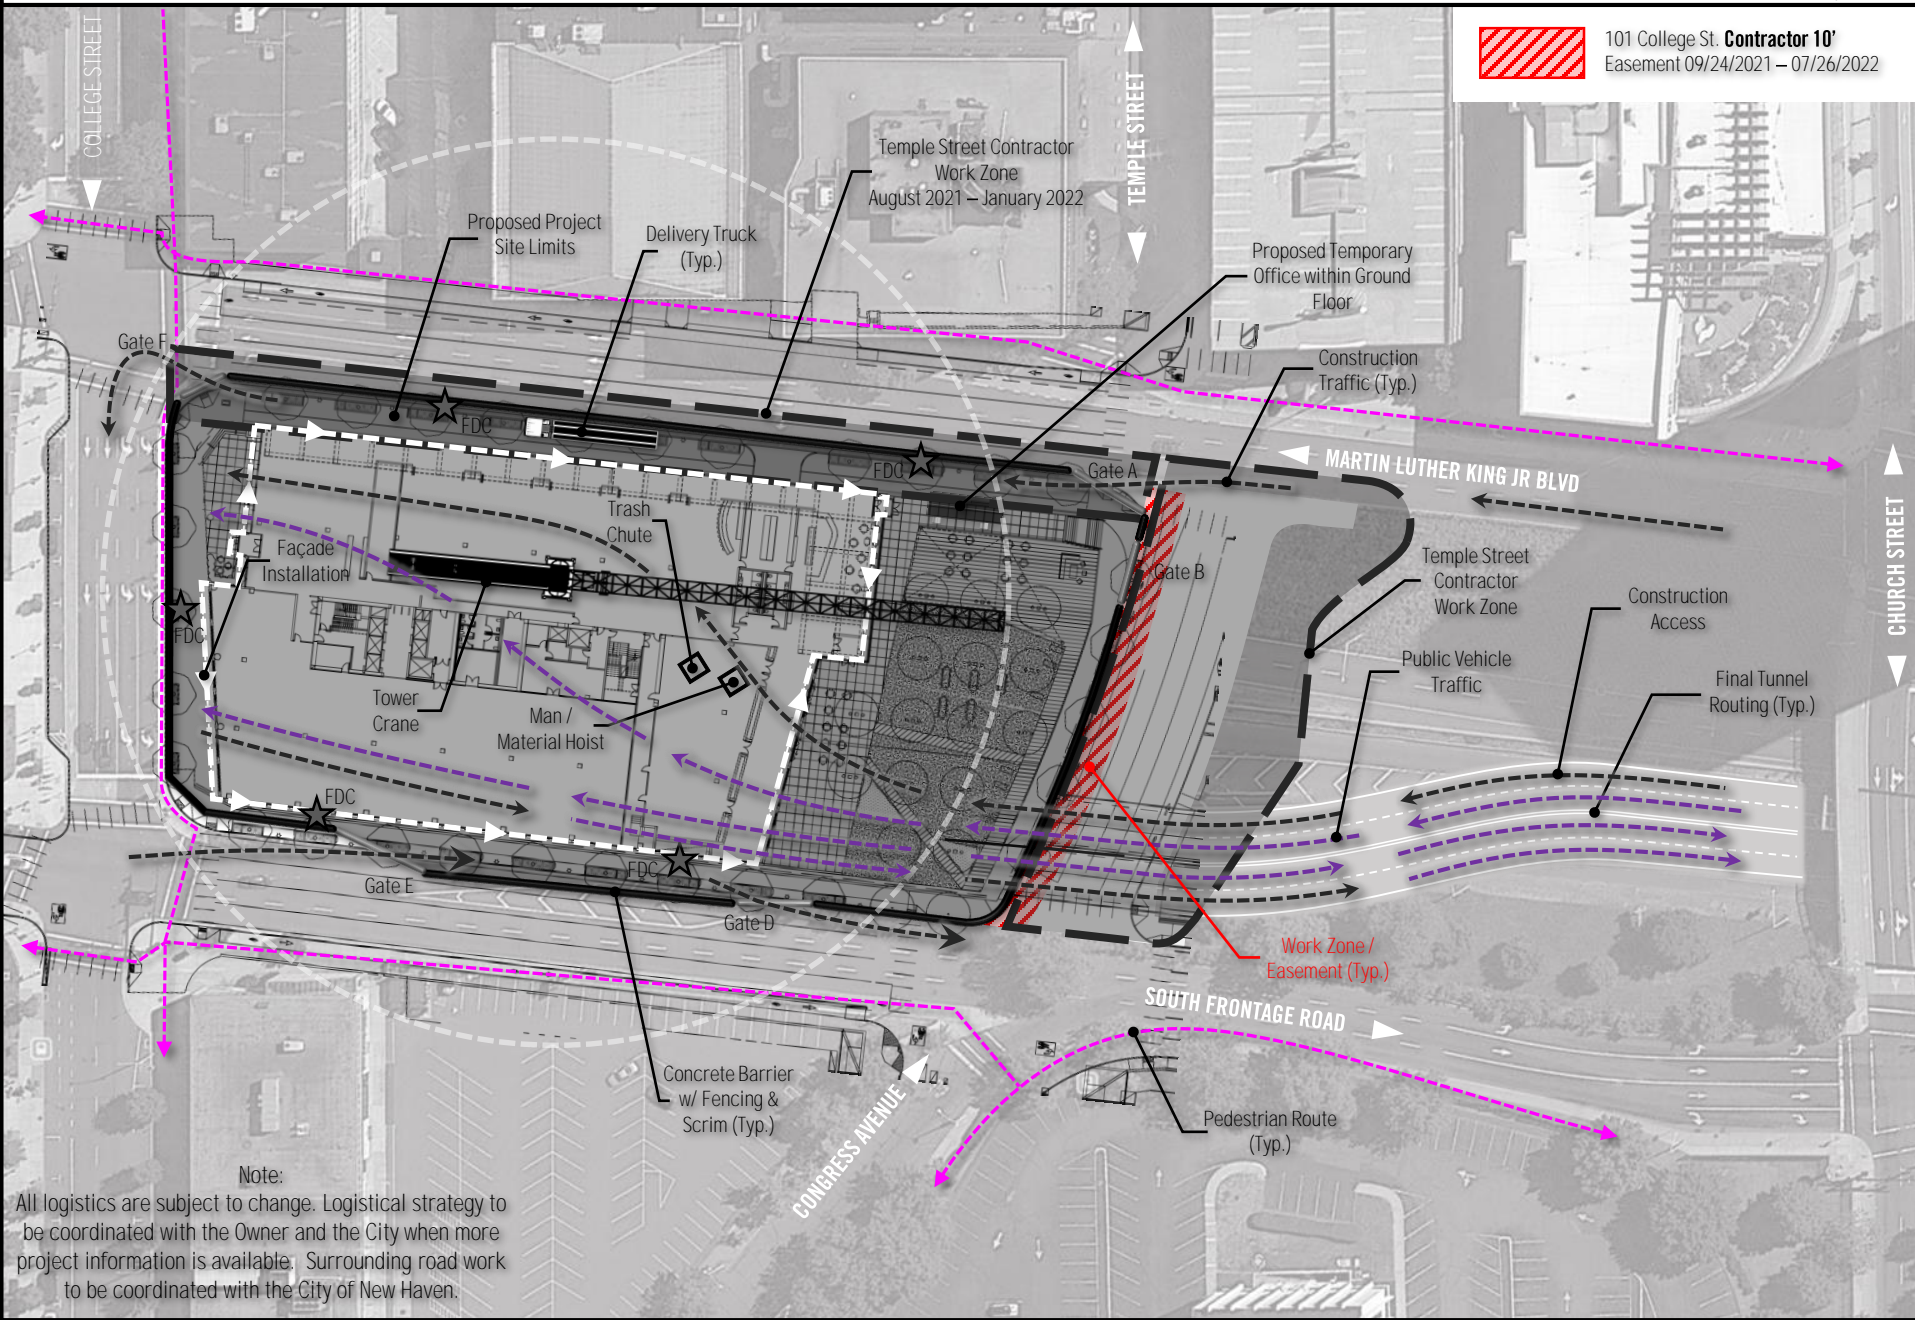 101 College St. Contractor 10'
Easement 09/24/2021 – 07/26/2022
COLLEGE STREET
TEMPLE STREET
Temple Street Contractor
Work Zone
August 2021 – January 2022
Proposed Project
Site Limits
Delivery Truck
(Typ.)
Proposed Temporary
Office within Ground
Floor
Gate F
Construction
Traffic (Typ.)
FDC
FDC
Gate A
MARTIN LUTHER KING JR BLVD
CHURCH STREET
Trash
Chute
Façade
Installation
Gate B
Temple Street
Contractor
Work Zone
Construction
Access
FDC
Public Vehicle
Traffic
Final Tunnel
Routing (Typ.)
Tower
Crane
Man /
Material Hoist
FDC
FDC
Gate E
Gate D
Work Zone /
Easement (Typ.)
SOUTH FRONTAGE ROAD
Concrete Barrier
w/ Fencing &
Scrim (Typ.)
CONGRESS AVENUE
Pedestrian Route
(Typ.)
Note:
All logistics are subject to change. Logistical strategy to
be coordinated with the Owner and the City when more
project information is available. Surrounding road work
to be coordinated with the City of New Haven.